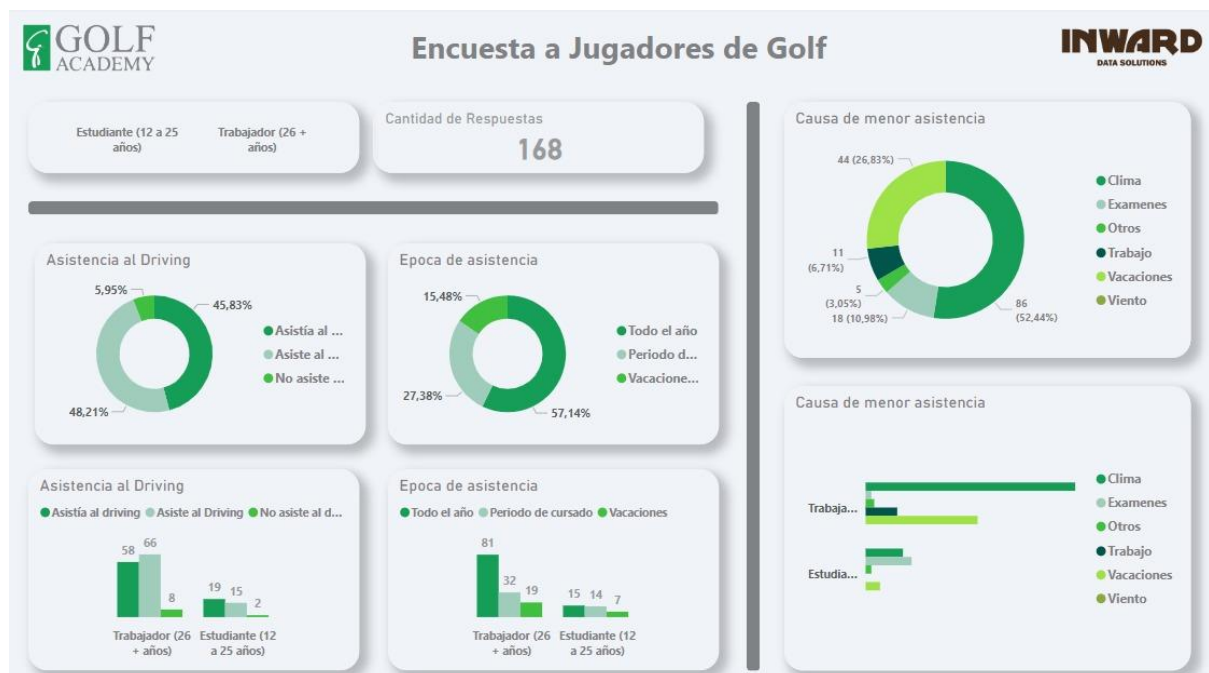 GOLF
ACADEMY
Encuesta a Jugadores de Golf
INWARD
DATA SOLUTIONS
Estudiante (12 a 25
años)
Trabajador (26 +
años)
Cantidad de Respuestas
168
Causa de menor asistencia
44 (26,83%)
11
(6,71%)
5
(3,05%)
18 (10,98%)
86
(52,44%)
Clima
Examenes
Otros
Trabajo
Vacaciones
Viento
Asistencia al Driving
5,95%
45,83%
48,21%
Asistía al ...
Asiste al ...
No asiste ...
Epoca de asistencia
15,48%
27,38%
57,14%
Todo el año
Periodo d...
Vacacione...
Causa de menor asistencia
Trabaja...
Estudia...
Clima
Examenes
Otros
Trabajo
Vacaciones
Viento
Asistencia al Driving
Asistía al driving Asiste al Driving No asiste al d...
58 66 8 19 15 2
Trabajador (26
+ años)
Estudiante (12
a 25 años)
Epoca de asistencia
Todo el año Periodo de cursado Vacaciones
81 32 19 15 14 7
Trabajador (26
+ años)
Estudiante (12
a 25 años)